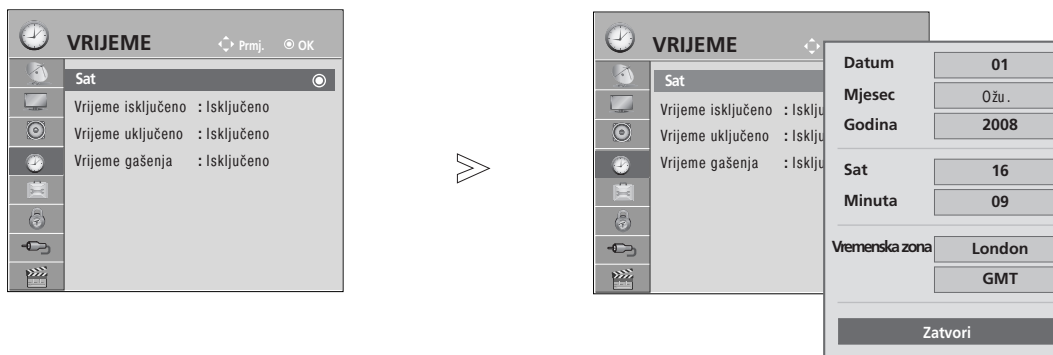 VRIJEME Prmj. OK
Sat
Vrijeme isključeno : Isključeno
Vrijeme uključeno : Isključeno
Vrijeme gašenja : Isključeno
VRIJEME
Sat
Vrijeme isključeno : Isklju
Vrijeme uključeno : Isklju
Vrijeme gašenja : Isklju
Datum 01
Mjesec Ožu.
Godina 2008
Sat 16
Minuta 09
Vremenska zona London
GMT
Zatvori